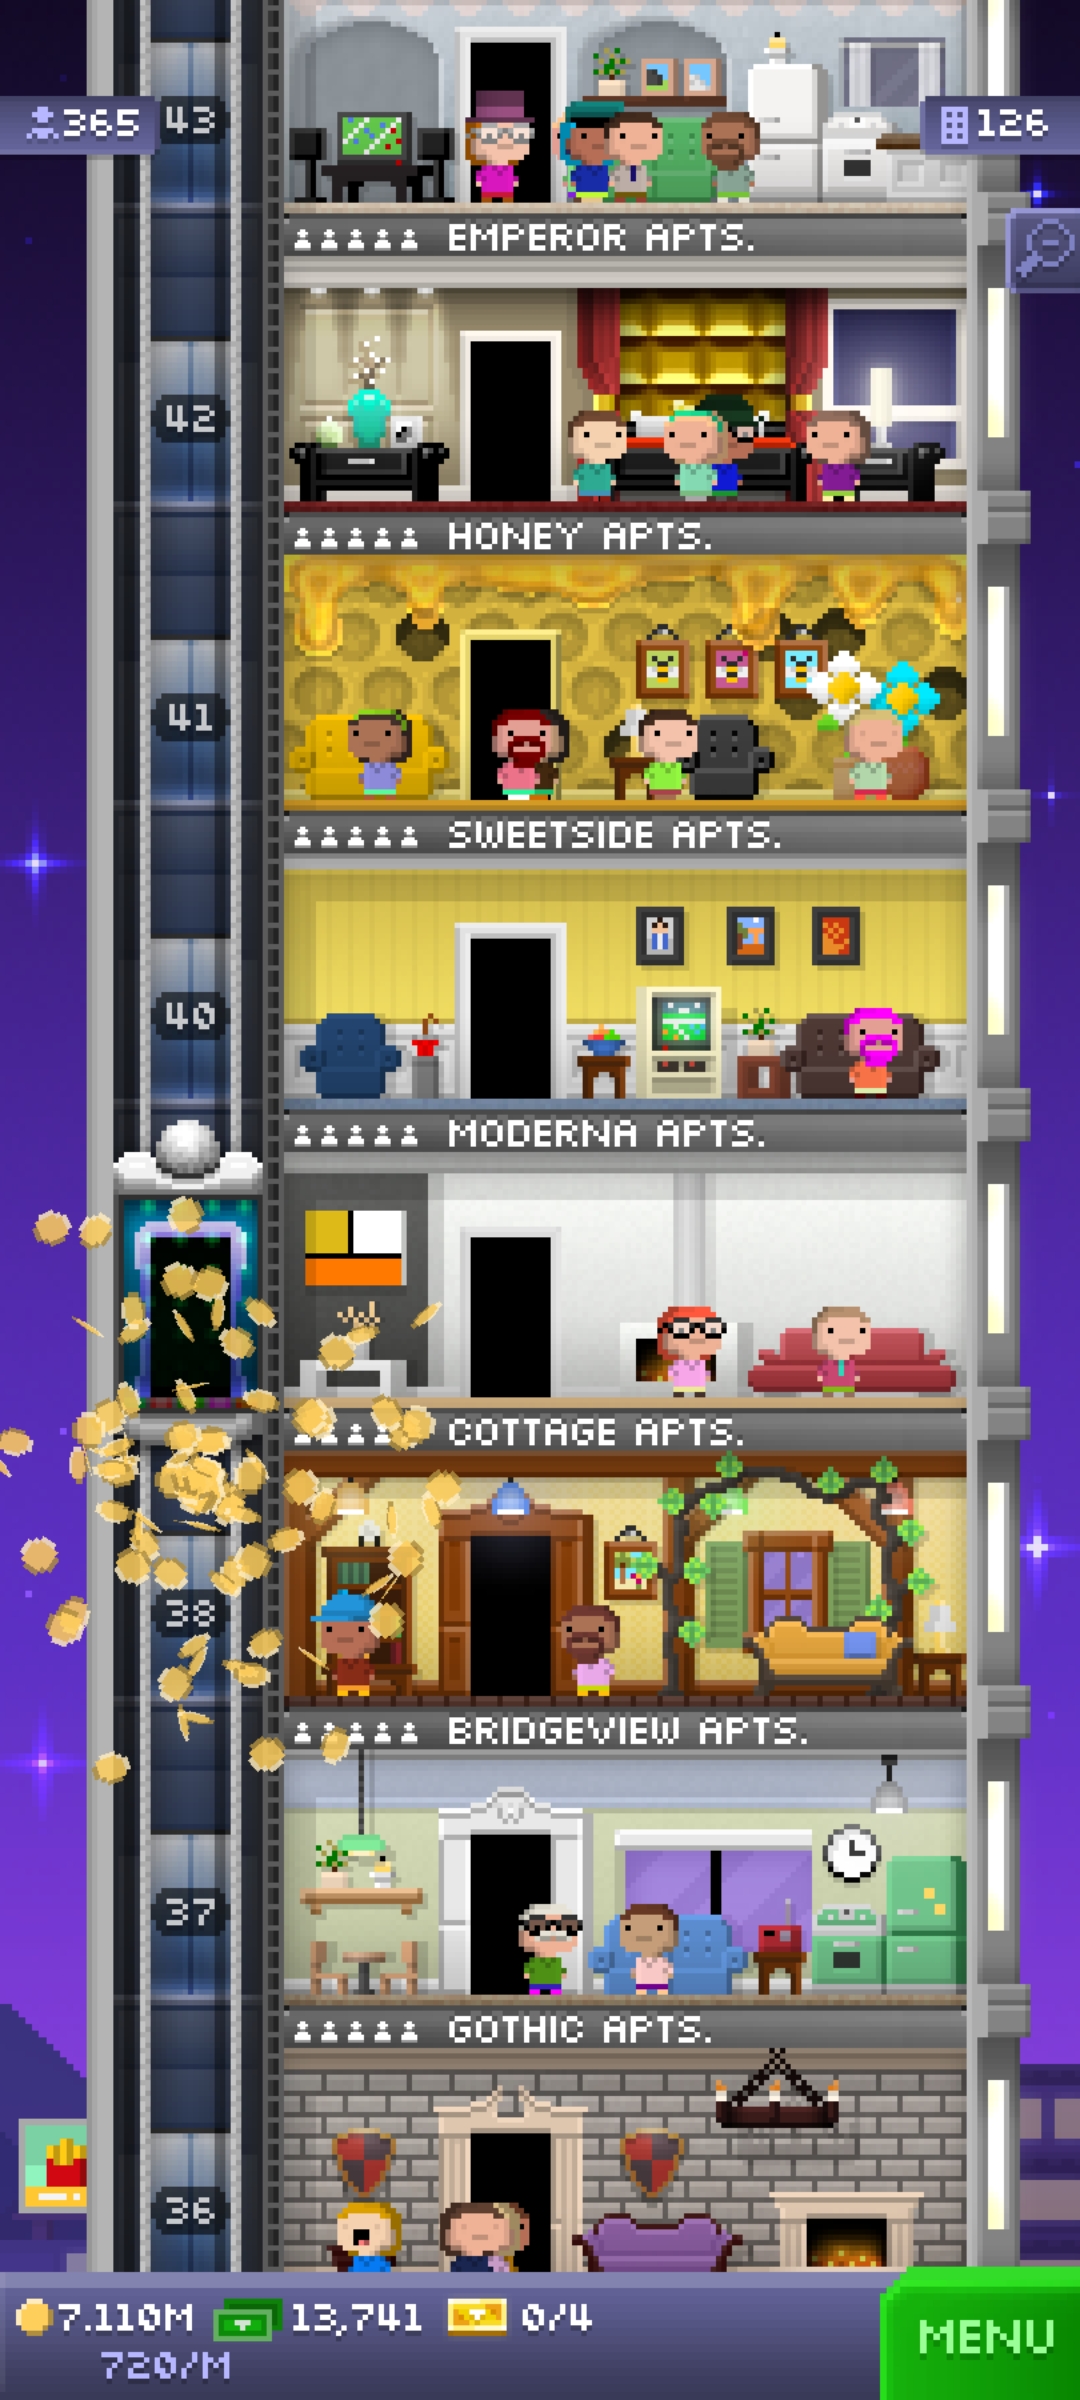 365
43
126
EMPEROR APTS.
42
HONEY APTS.
41
SWEETSIDE APTS.
40
MODERNA APTS.
COTTAGE APTS.
38
BRIDGEVIEW APTS.
37
GOTHIC APTS.
36
7.110M 13,741 0/4
720/M
MENU